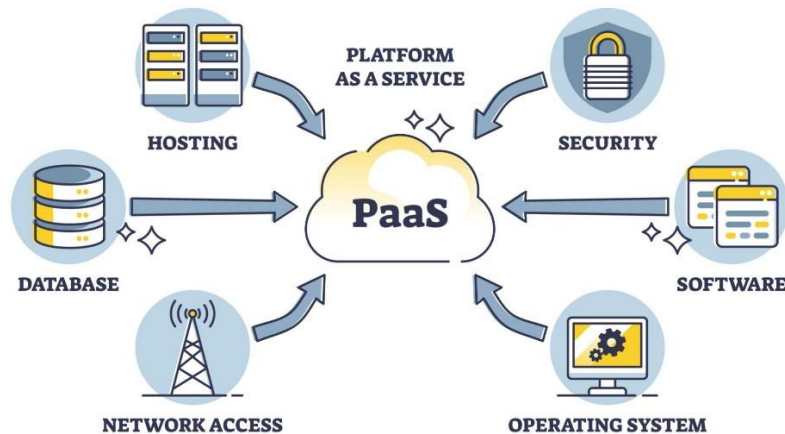 PLATFORM
AS A SERVICE
HOSTING
SECURITY
PaaS
DATABASE
SOFTWARE
NETWORK ACCESS
OPERATING SYSTEM